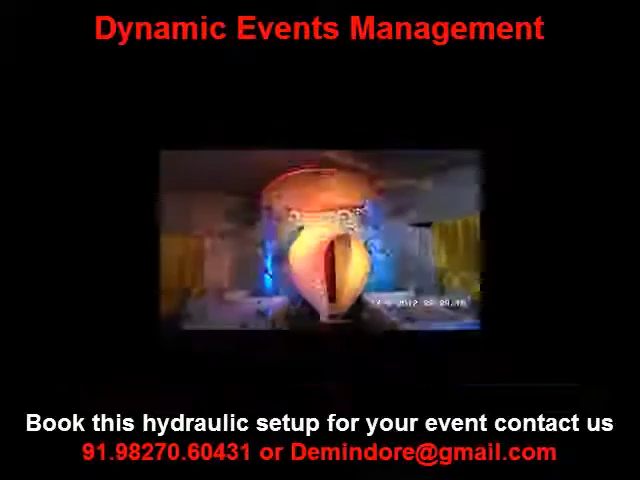 Dynamic Events Management
Book this hydraulic setup for your event contact us
91.98270.60431 or Demindore@gmail.com